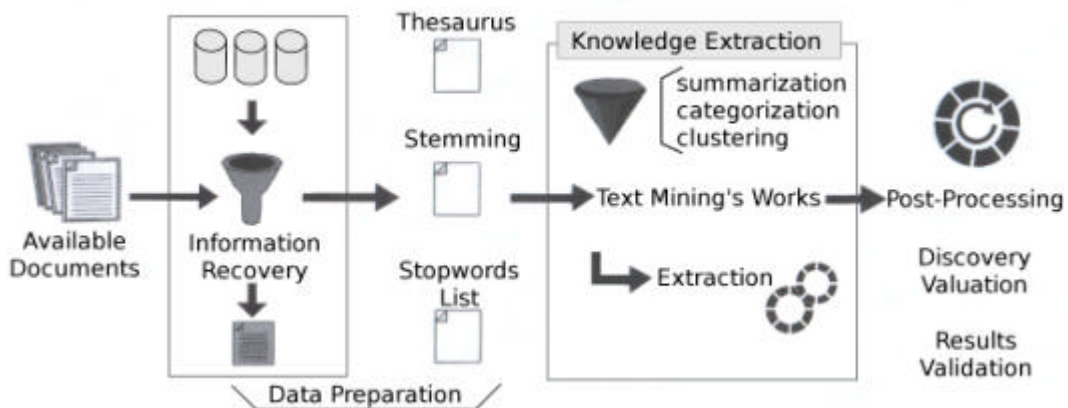 Available
Documents
Information
Recovery
Thesaurus
Stemming
Stopwords
List
Data Preparation
Knowledge Extraction
summarization
categorization
clustering
Text Mining's Works
Extraction
Post-Processing
Discovery
Valuation
Results
Validation